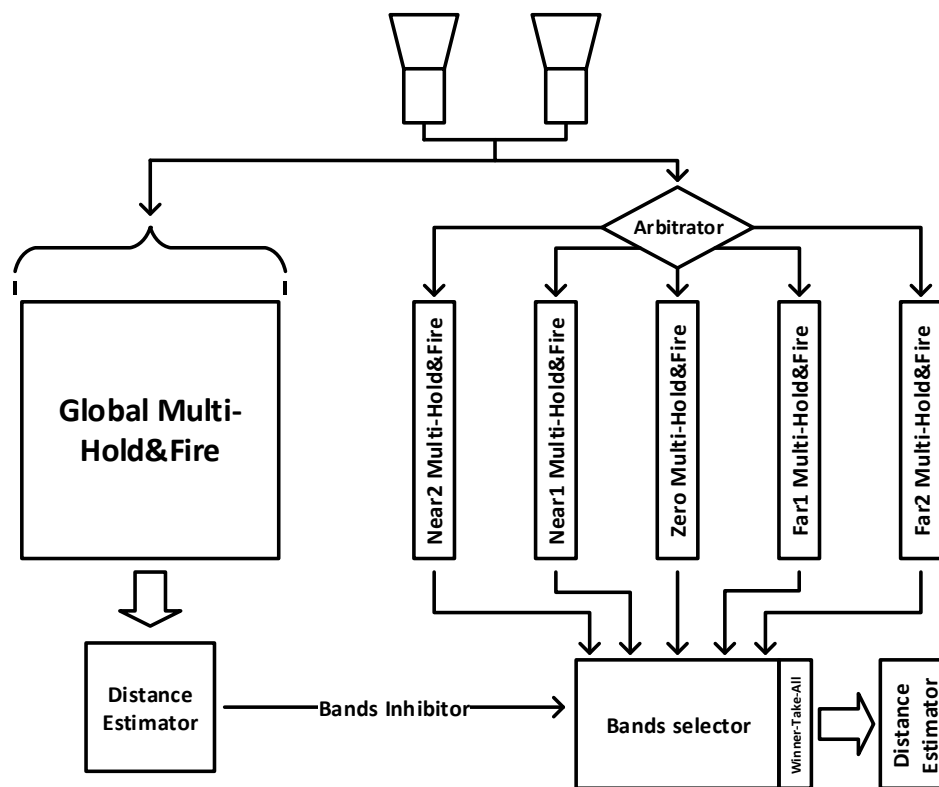 Arbitrator
Global Multi-
Hold&Fire
Near2 Multi-Hold&Fire
Near1 Multi-Hold&Fire
Zero Multi-Hold&Fire
Far1 Multi-Hold&Fire
Far2 Multi-Hold&Fire
Distance
Estimator
Bands Inhibitor
Bands selector
Winner-Take-All
Distance
Estimator